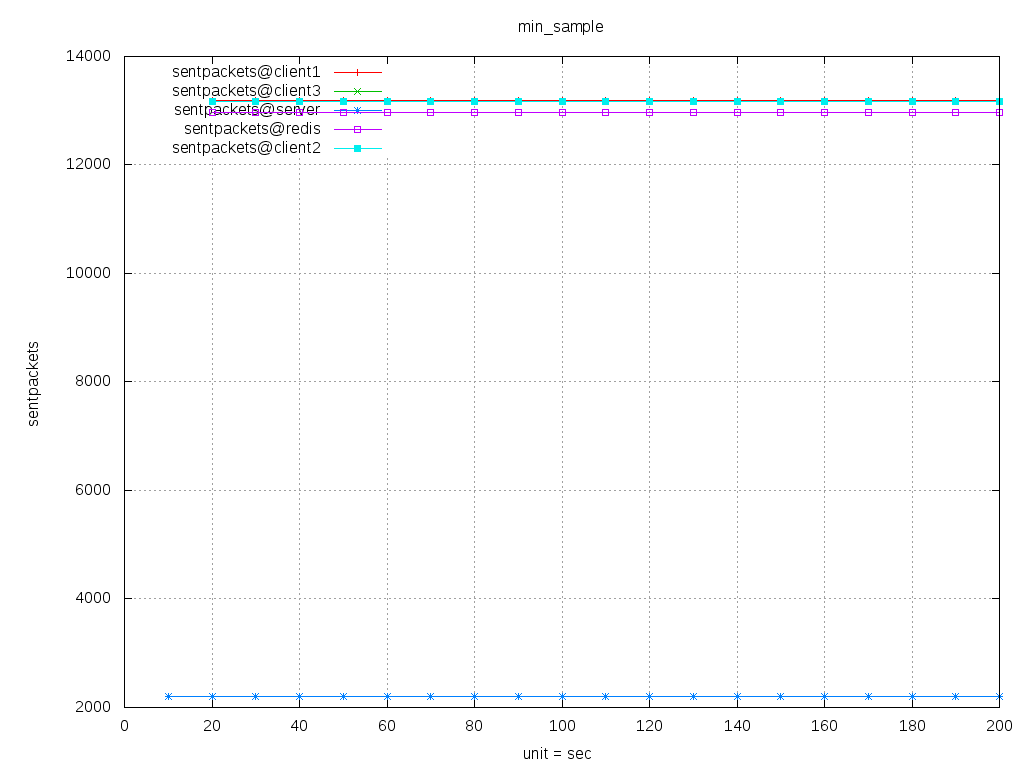 min_sample
14000
sentpackets@client1
sentpackets@client3
sentpackets@server
sentpackets@redis
sentpackets@client2
12000
10000
8000
6000
4000
2000
sentpackets
0 20 40 60 80 100 120 140 160 180 200
unit = sec